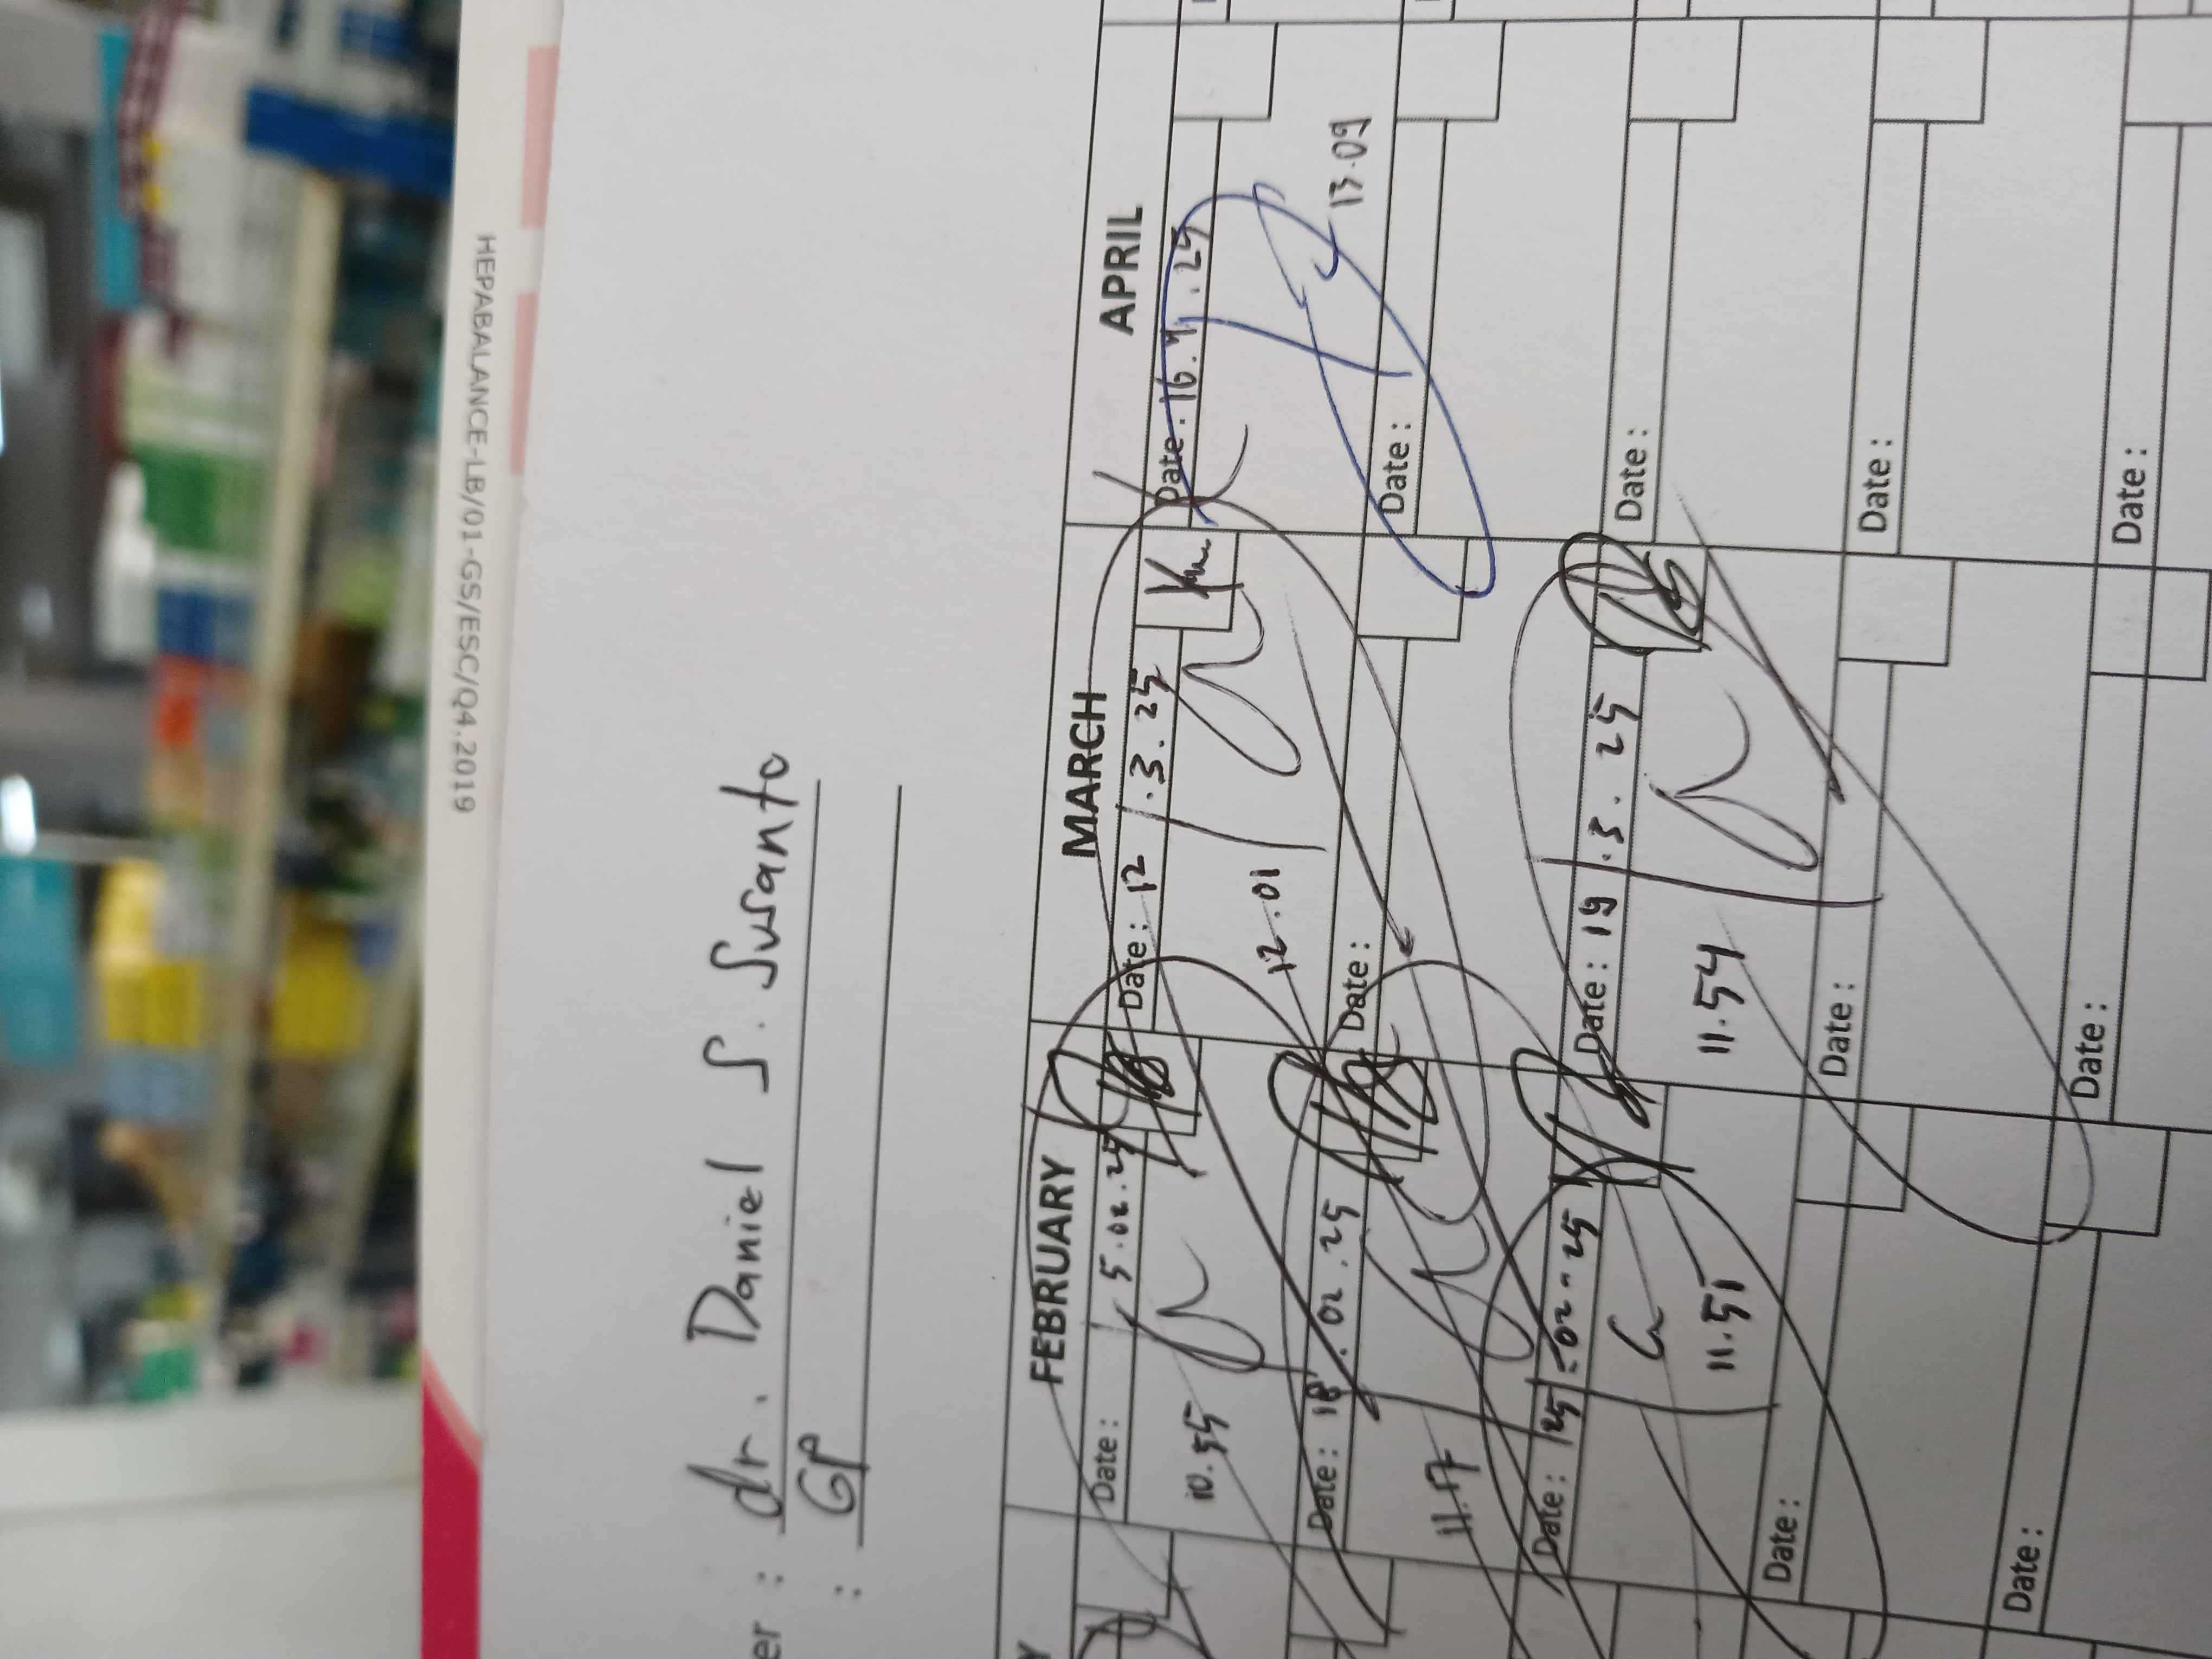 HEPABALANCE-LB/01-GS/ESC/Q4.2019
er : dr. Daniel S. Susanto
: GP
Y FEBRUARY MARCH APRIL
Date: 5.02.25
10.55
Date: 12.3.25
12.01
Date: 16.4.25
13.09
Date: 18.02.25
11.17
Date:
Date:
Date: 25-02-25
11.51
Date: 19.3.25
11.54
Date:
Date:
Date:
Date:
Date:
Date:
Date: